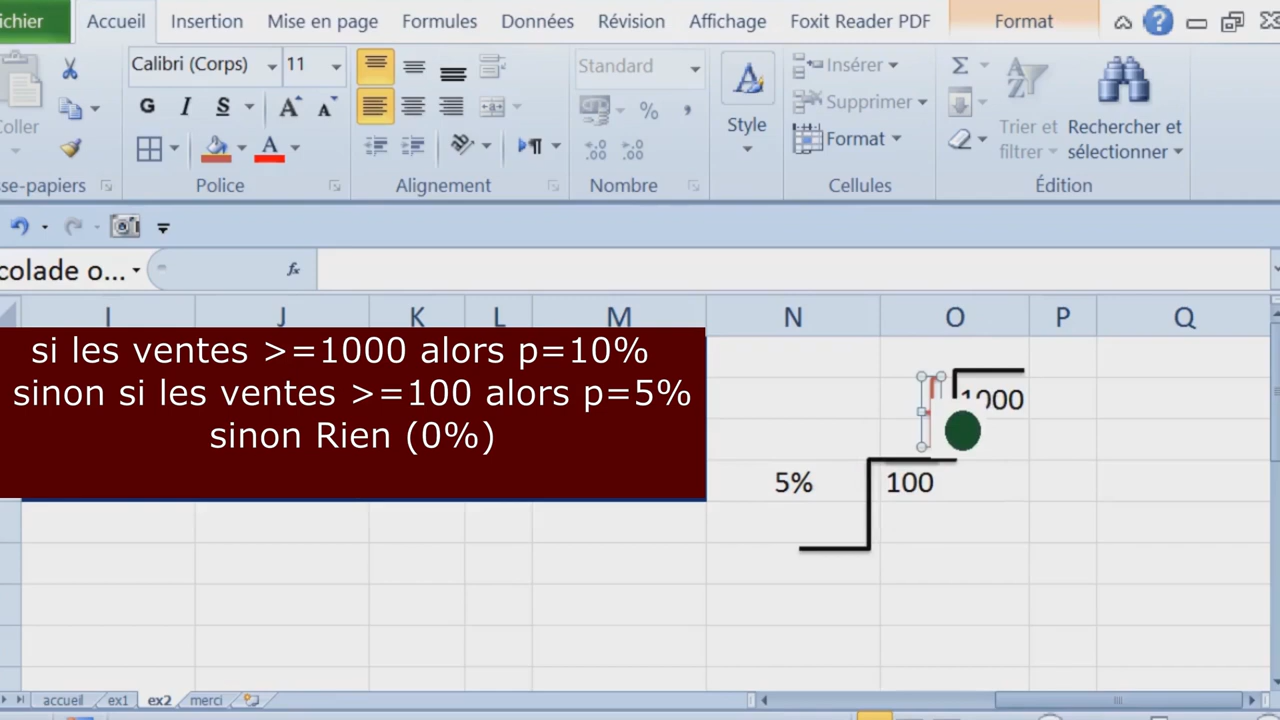 ichier Accueil Insertion Mise en page Formules Données Révision Affichage Foxit Reader PDF Format
Calibri (Corps) 11 Standard Insérer
G I S A A % , Style Supprimer
Coller A Format Trier et Rechercher et
filtrer sélectionner
sse-papiers Police Alignement Nombre Cellules Édition
colade o... fx
I J K L M N O P Q
si les ventes >=1000 alors p=10%
sinon si les ventes >=100 alors p=5%
sinon Rien (0%)
1000
5% 100
accueil ex1 ex2 merci